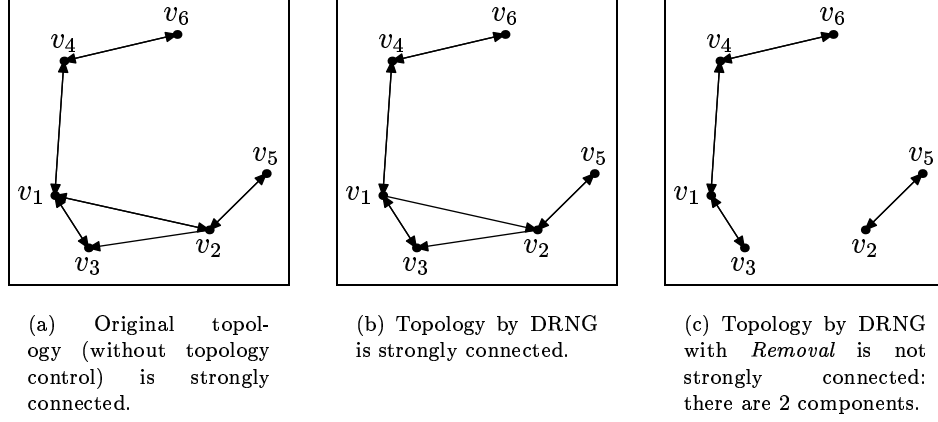 v6
v4
v5
v1
v2
v3
v6
v4
v5
v1
v2
v3
v6
v4
v5
v1
v2
v3
(a) Original topol-
ogy (without topology
control) is strongly
connected.
(b) Topology by DRNG
is strongly connected.
(c) Topology by DRNG
with Removal is not
strongly connected:
there are 2 components.